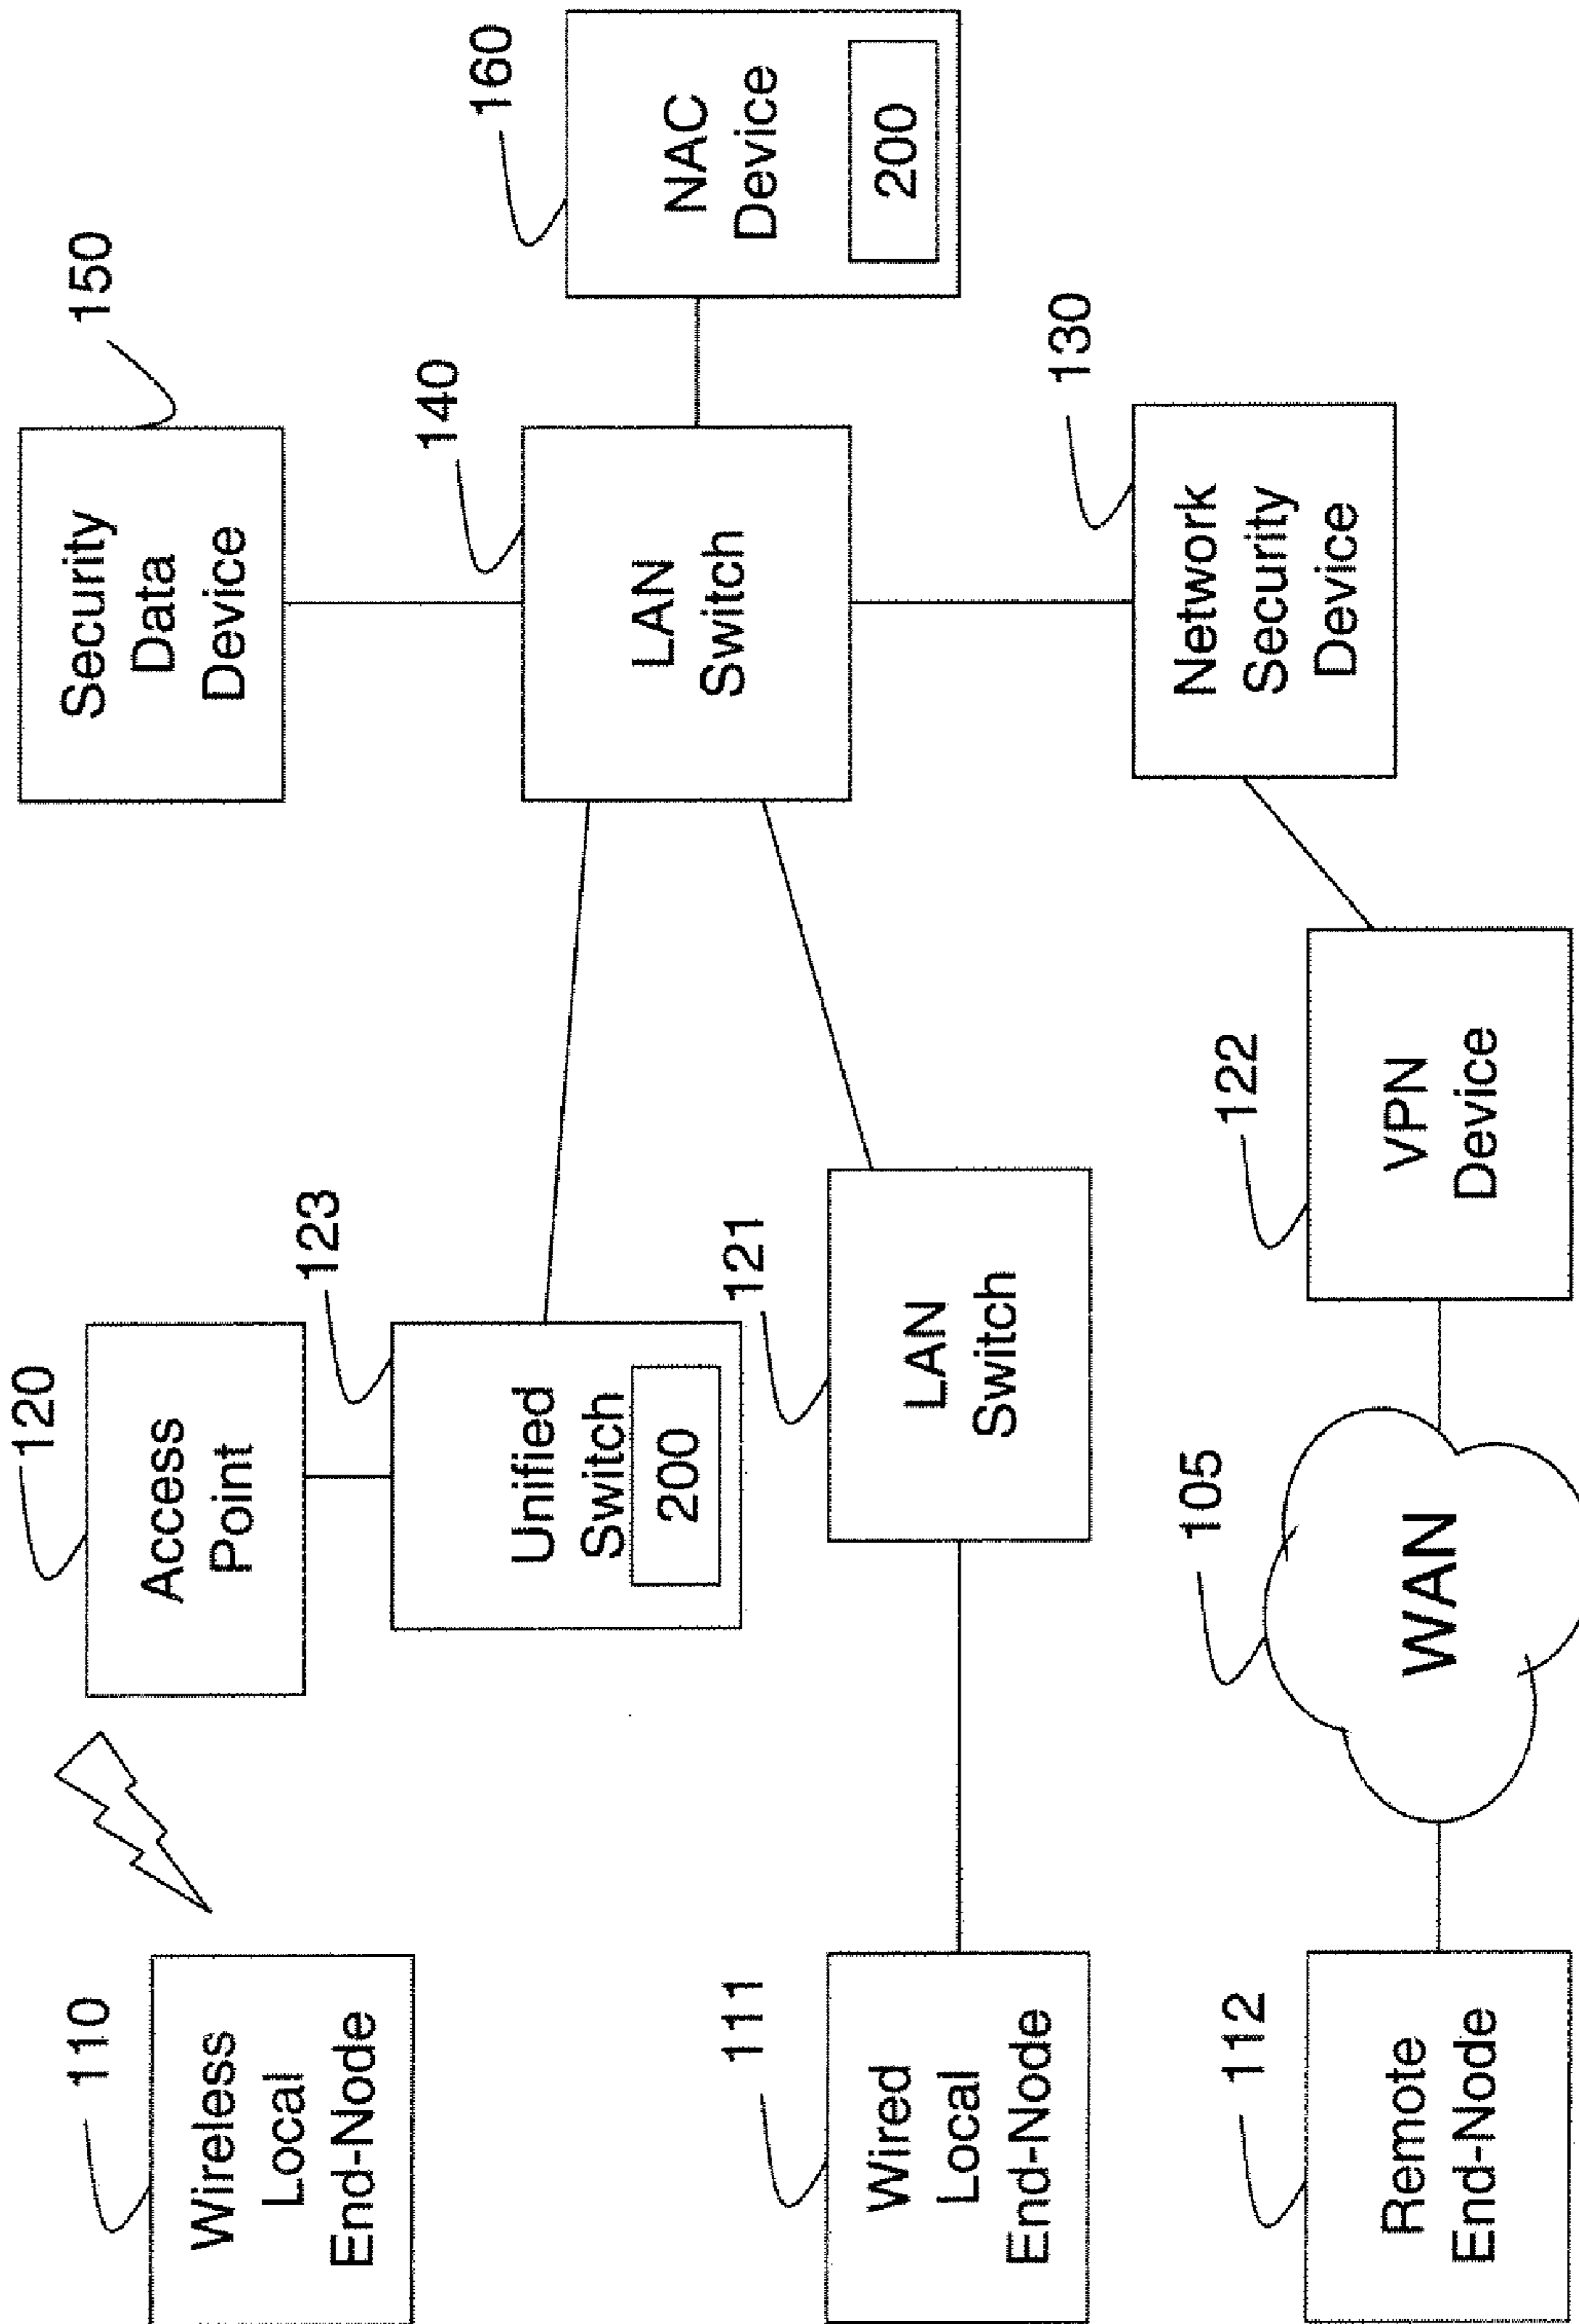 110
Wireless
Local
End-Node
120
Access
Point
123
Unified
Switch
200
150
Security
Data
Device
140
LAN
Switch
160
NAC
Device
200
111
Wired
Local
End-Node
121
LAN
Switch
130
Network
Security
Device
112
Remote
End-Node
105
WAN
122
VPN
Device